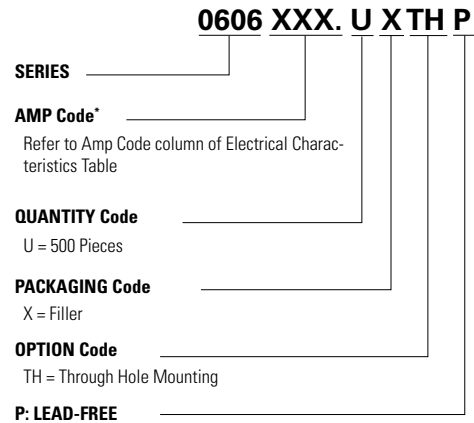 0606 XXX. U X TH P
SERIES
AMP Code*
Refer to Amp Code column of Electrical Charac-
teristics Table
QUANTITY Code
U = 500 Pieces
PACKAGING Code
X = Filler
OPTION Code
TH = Through Hole Mounting
P: LEAD-FREE